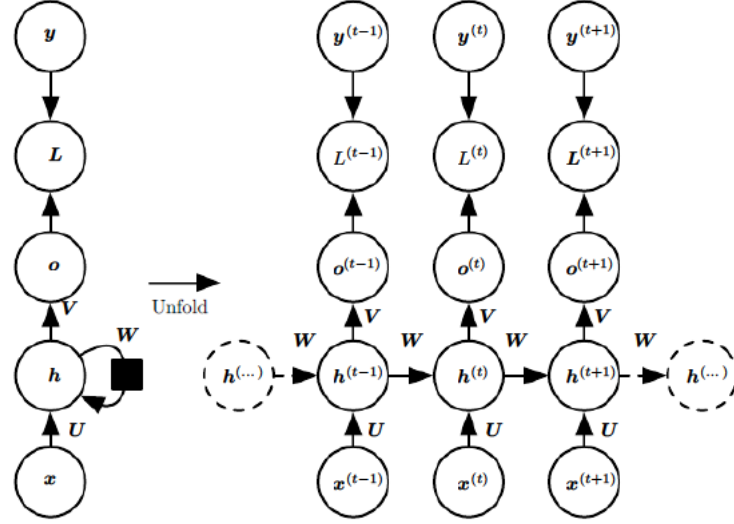 y y^(t−1) y^(t) y^(t+1)
L L^(t−1) L^(t) L^(t+1)
o o^(t−1) o^(t) o^(t+1)
Unfold
V V V V
W W W W W
h h^(...) h^(t−1) h^(t) h^(t+1) h^(...)
U U U U
x x^(t−1) x^(t) x^(t+1)